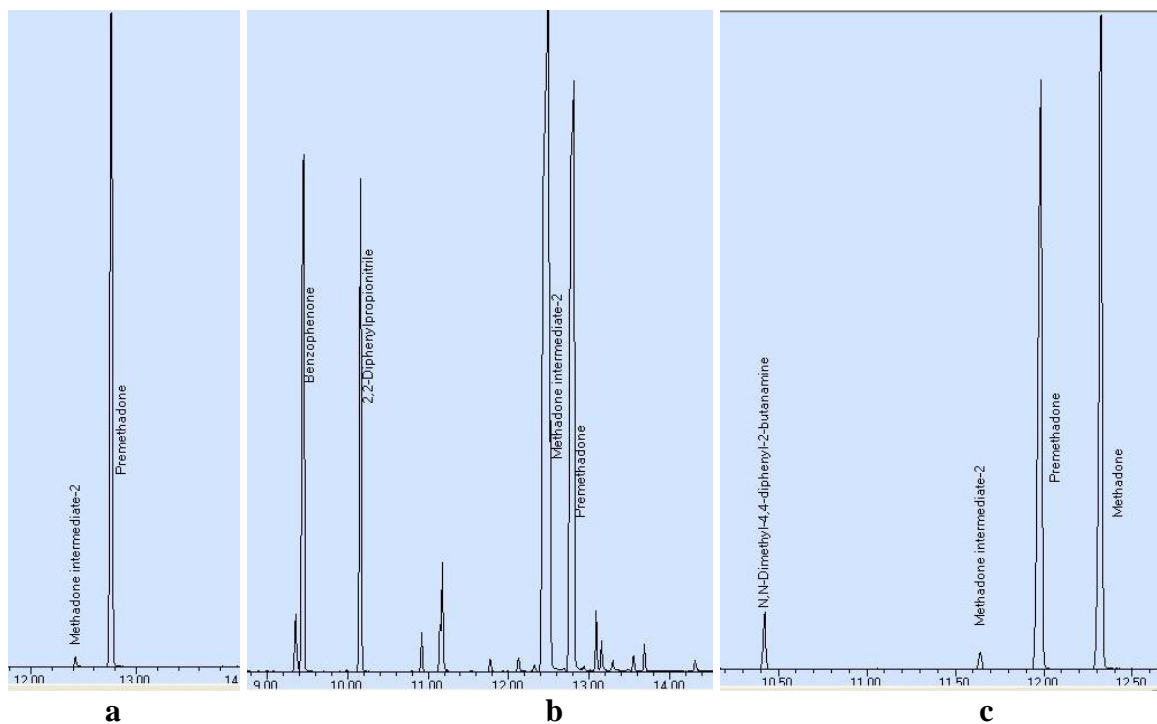 Methadone intermediate-2
Premethadone
12.00
13.00
14
a
Benzophenone
2,2-Diphenylpropionitrile
Methadone intermediate-2
Premethadone
9.00
10.00
11.00
12.00
13.00
14.00
b
N,N-Dimethyl-4,4-diphenyl-2-butanamine
Methadone intermediate-2
Premethadone
Methadone
10.50
11.00
11.50
12.00
12.50
c